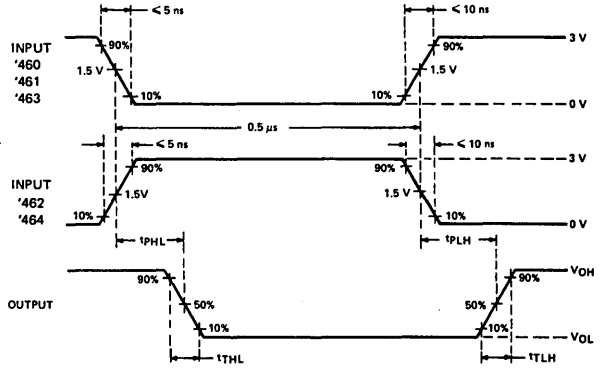 ≤ 5 ns
≤ 10 ns
INPUT
'460
'461
'463
90%
90%
3 V
1.5 V
1.5 V
10%
10%
0 V
0.5 µs
≤ 5 ns
≤ 10 ns
INPUT
'462
'464
90%
90%
3 V
1.5V
1.5 V
10%
10%
0 V
tPHL
tPLH
OUTPUT
90%
90%
VOH
50%
50%
10%
10%
VOL
tTHL
tTLH